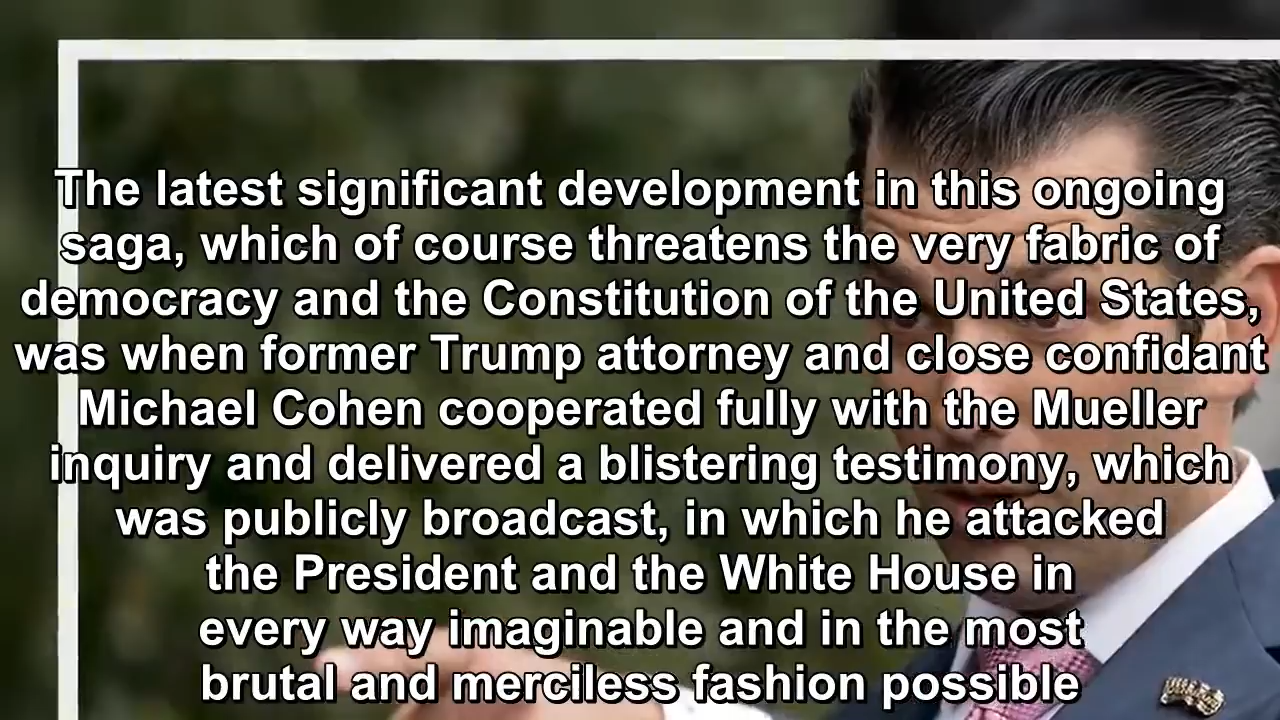 The latest significant development in this ongoing
saga, which of course threatens the very fabric of
democracy and the Constitution of the United States,
was when former Trump attorney and close confidant
Michael Cohen cooperated fully with the Mueller
inquiry and delivered a blistering testimony, which
was publicly broadcast, in which he attacked
the President and the White House in
every way imaginable and in the most
brutal and merciless fashion possible